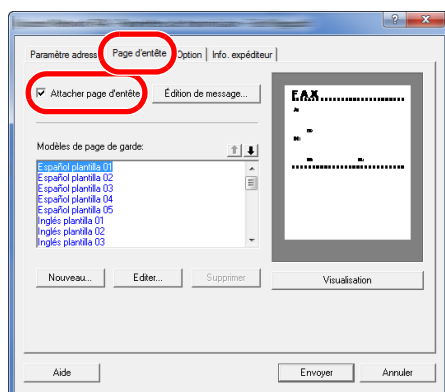 Paramètre adress Page d'entête Option Info. expéditeur
Attacher page d'entête Édition de message...
Modèles de page de garde:
Español plantilla 01
Español plantilla 02
Español plantilla 03
Español plantilla 04
Español plantilla 05
Inglés plantilla 01
Inglés plantilla 02
Inglés plantilla 03
FAX
Nouveau... Editer... Supprimer Visualisation
Aide Envoyer Annuler